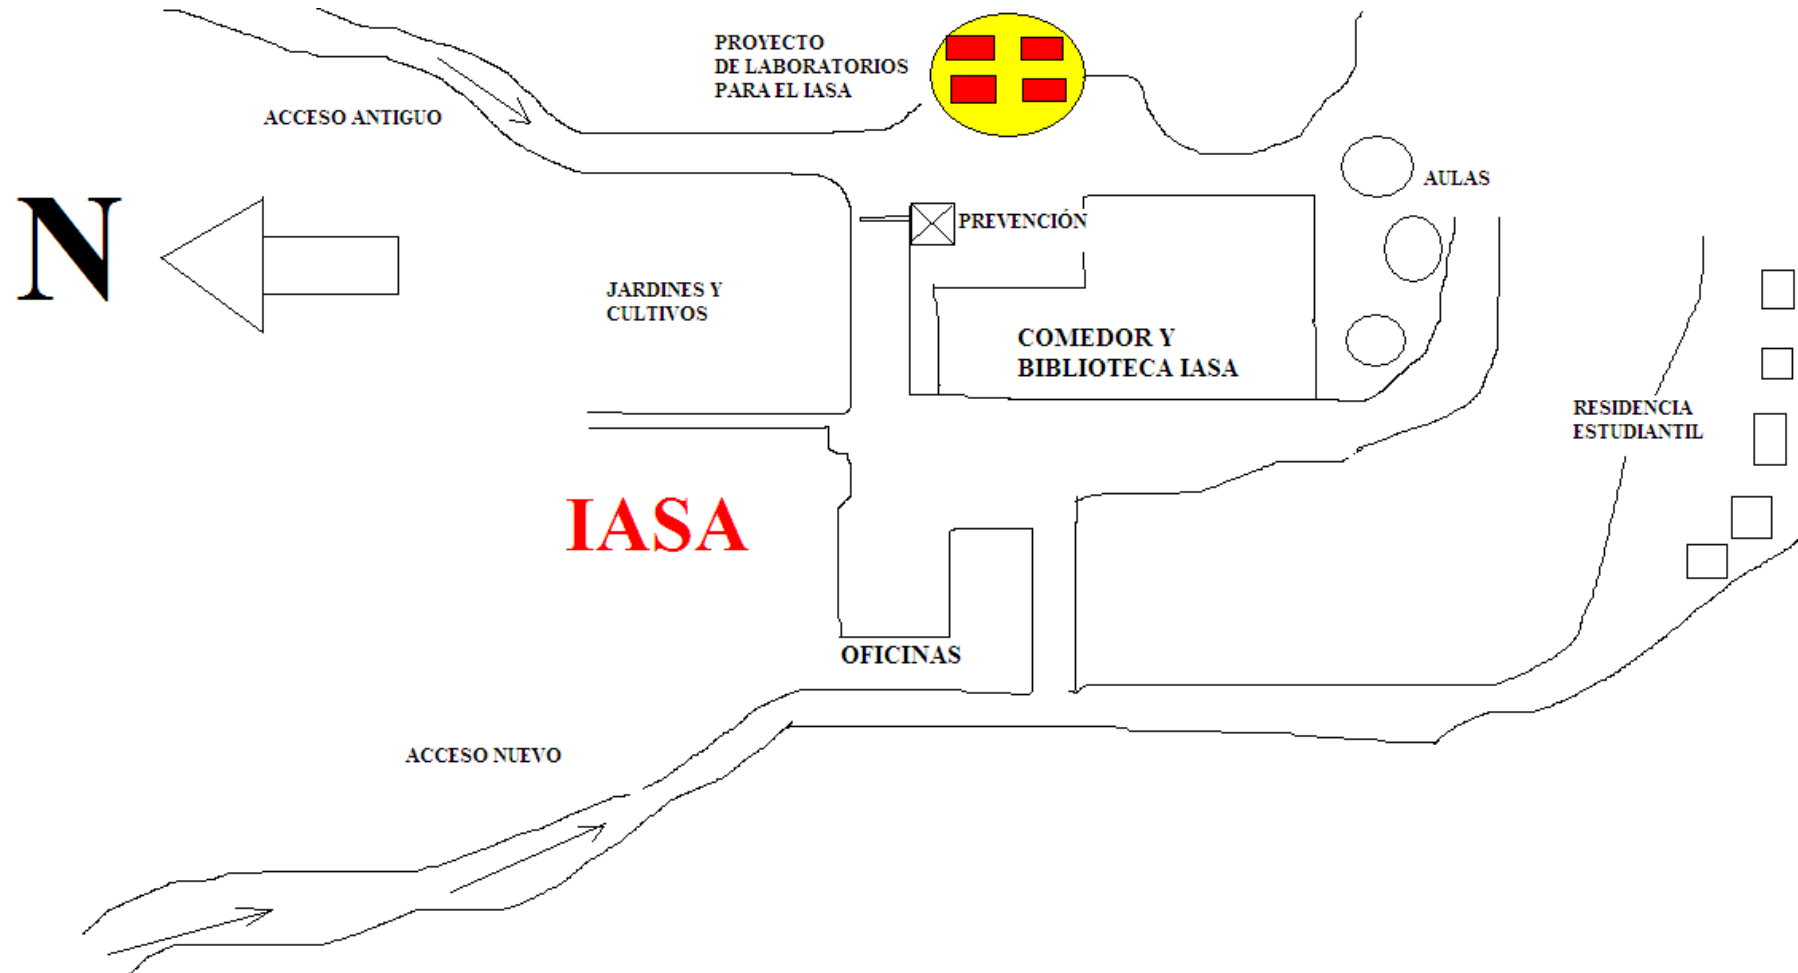 PROYECTO
DE LABORATORIOS
PARA EL IASA
ACCESO ANTIGUO
AULAS
N
PREVENCIÓN
JARDINES Y
CULTIVOS
COMEDOR Y
BIBLIOTECA IASA
RESIDENCIA
ESTUDIANTIL
IASA
OFICINAS
ACCESO NUEVO